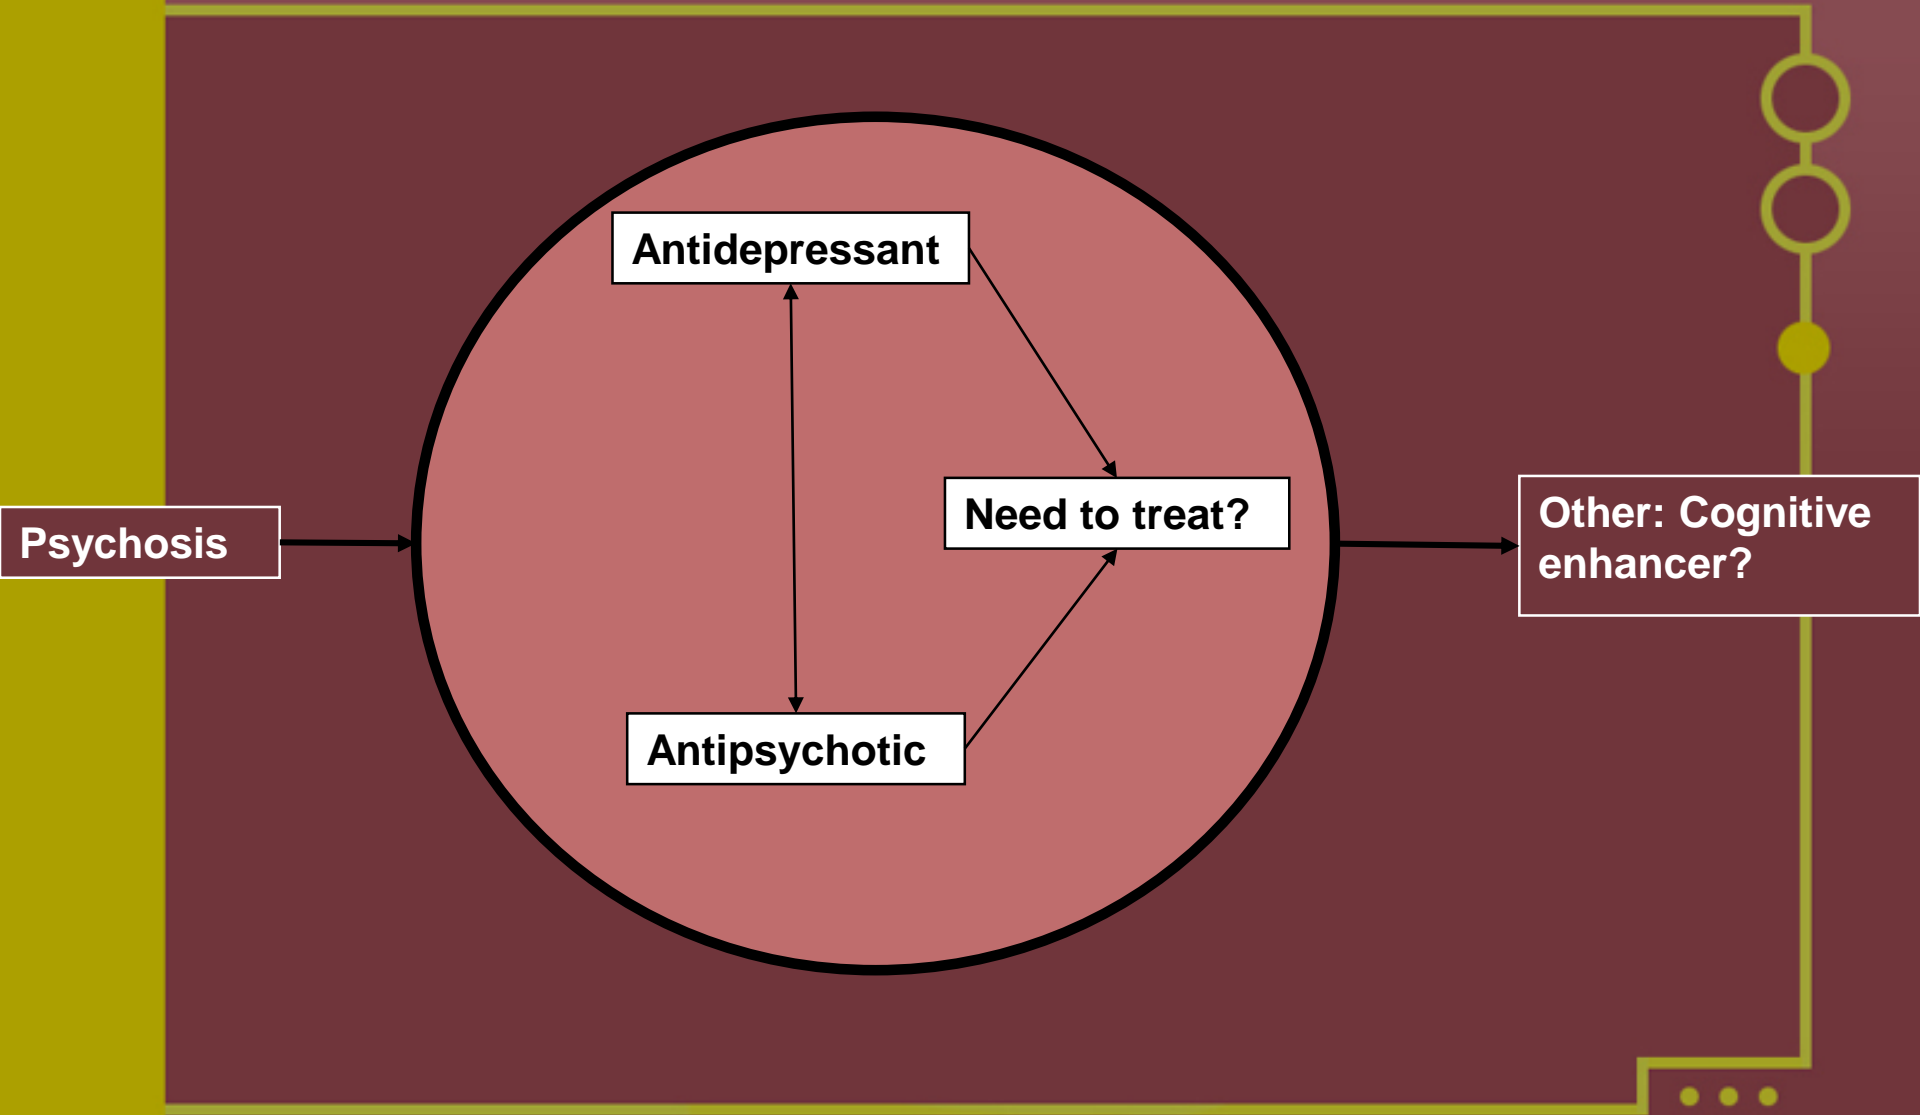 Antidepressant
Need to treat?
Psychosis
Other: Cognitive
enhancer?
Antipsychotic